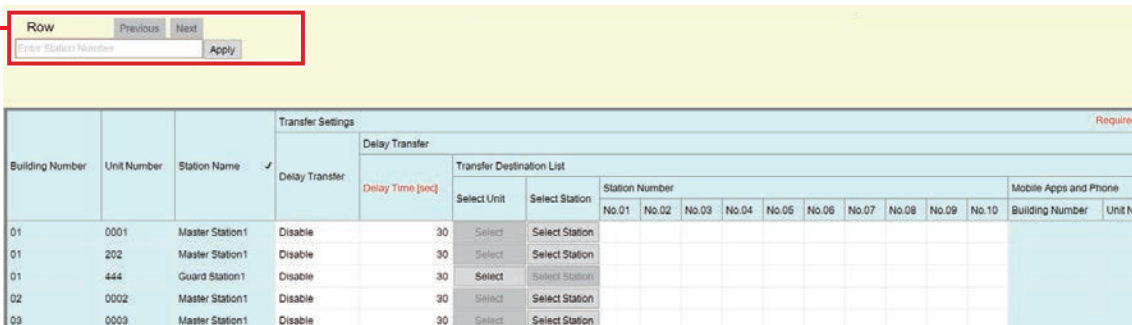 Row Previous Next
Enter Station Number Apply
Transfer Settings Require
Delay Transfer
Building Number Unit Number Station Name Delay Transfer Delay Time [sec] Transfer Destination List
Select Unit Select Station Station Number Mobile Apps and Phone
No.01 No.02 No.03 No.04 No.05 No.06 No.07 No.08 No.09 No.10 Building Number Unit N
01 0001 Master Station1 Disable 30 Select Select Station
01 202 Master Station1 Disable 30 Select Select Station
01 444 Guard Station1 Disable 30 Select Select Station
02 0002 Master Station1 Disable 30 Select Select Station
03 0003 Master Station1 Disable 30 Select Select Station